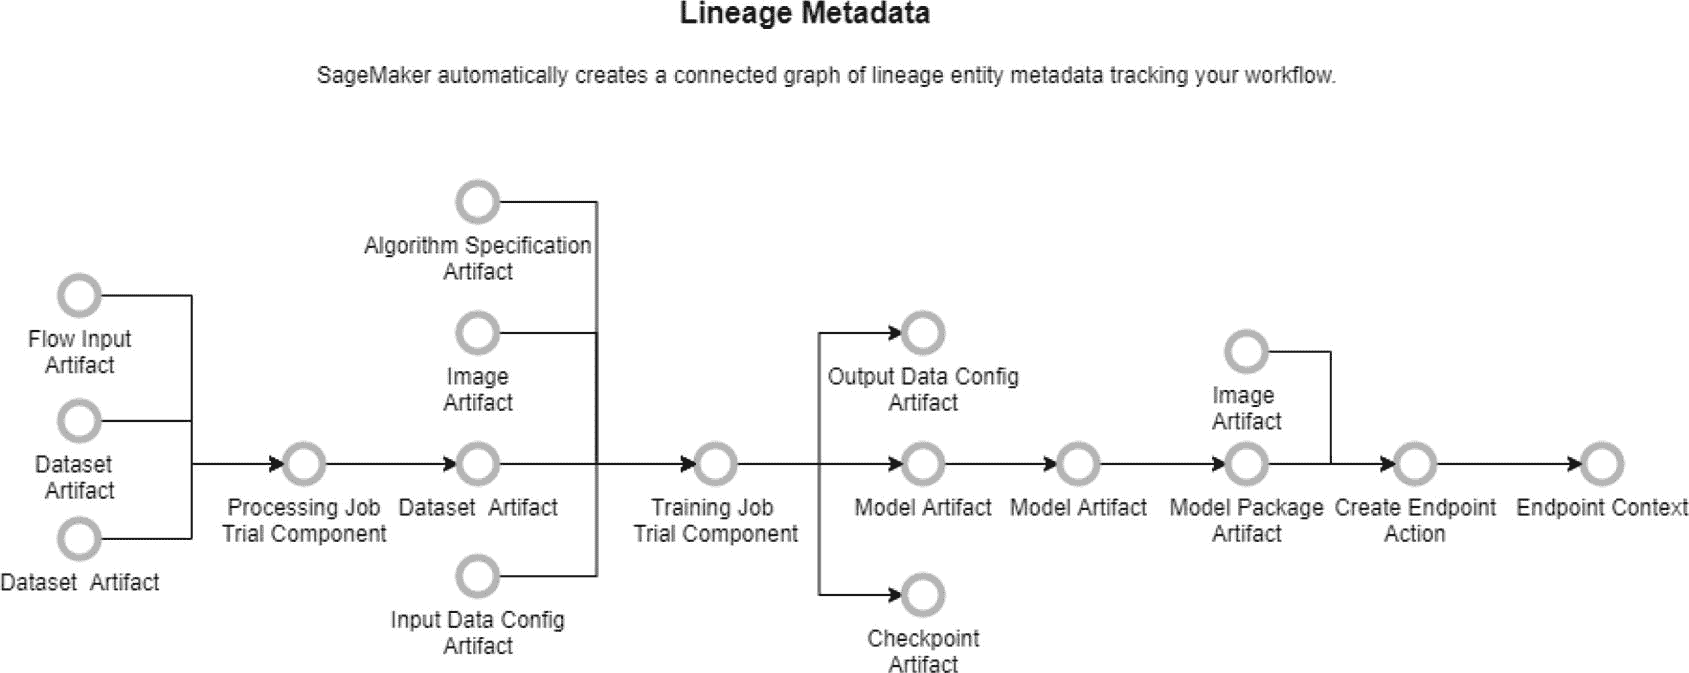 Lineage Metadata
SageMaker automatically creates a connected graph of lineage entity metadata tracking your workflow.
Algorithm Specification
Artifact
Flow Input
Artifact
Image
Artifact
Output Data Config
Artifact
Image
Artifact
Dataset
Artifact
Processing Job
Trial Component
Dataset Artifact
Training Job
Trial Component
Model Artifact
Model Artifact
Model Package
Artifact
Create Endpoint
Action
Endpoint Context
Dataset Artifact
Input Data Config
Artifact
Checkpoint
Artifact